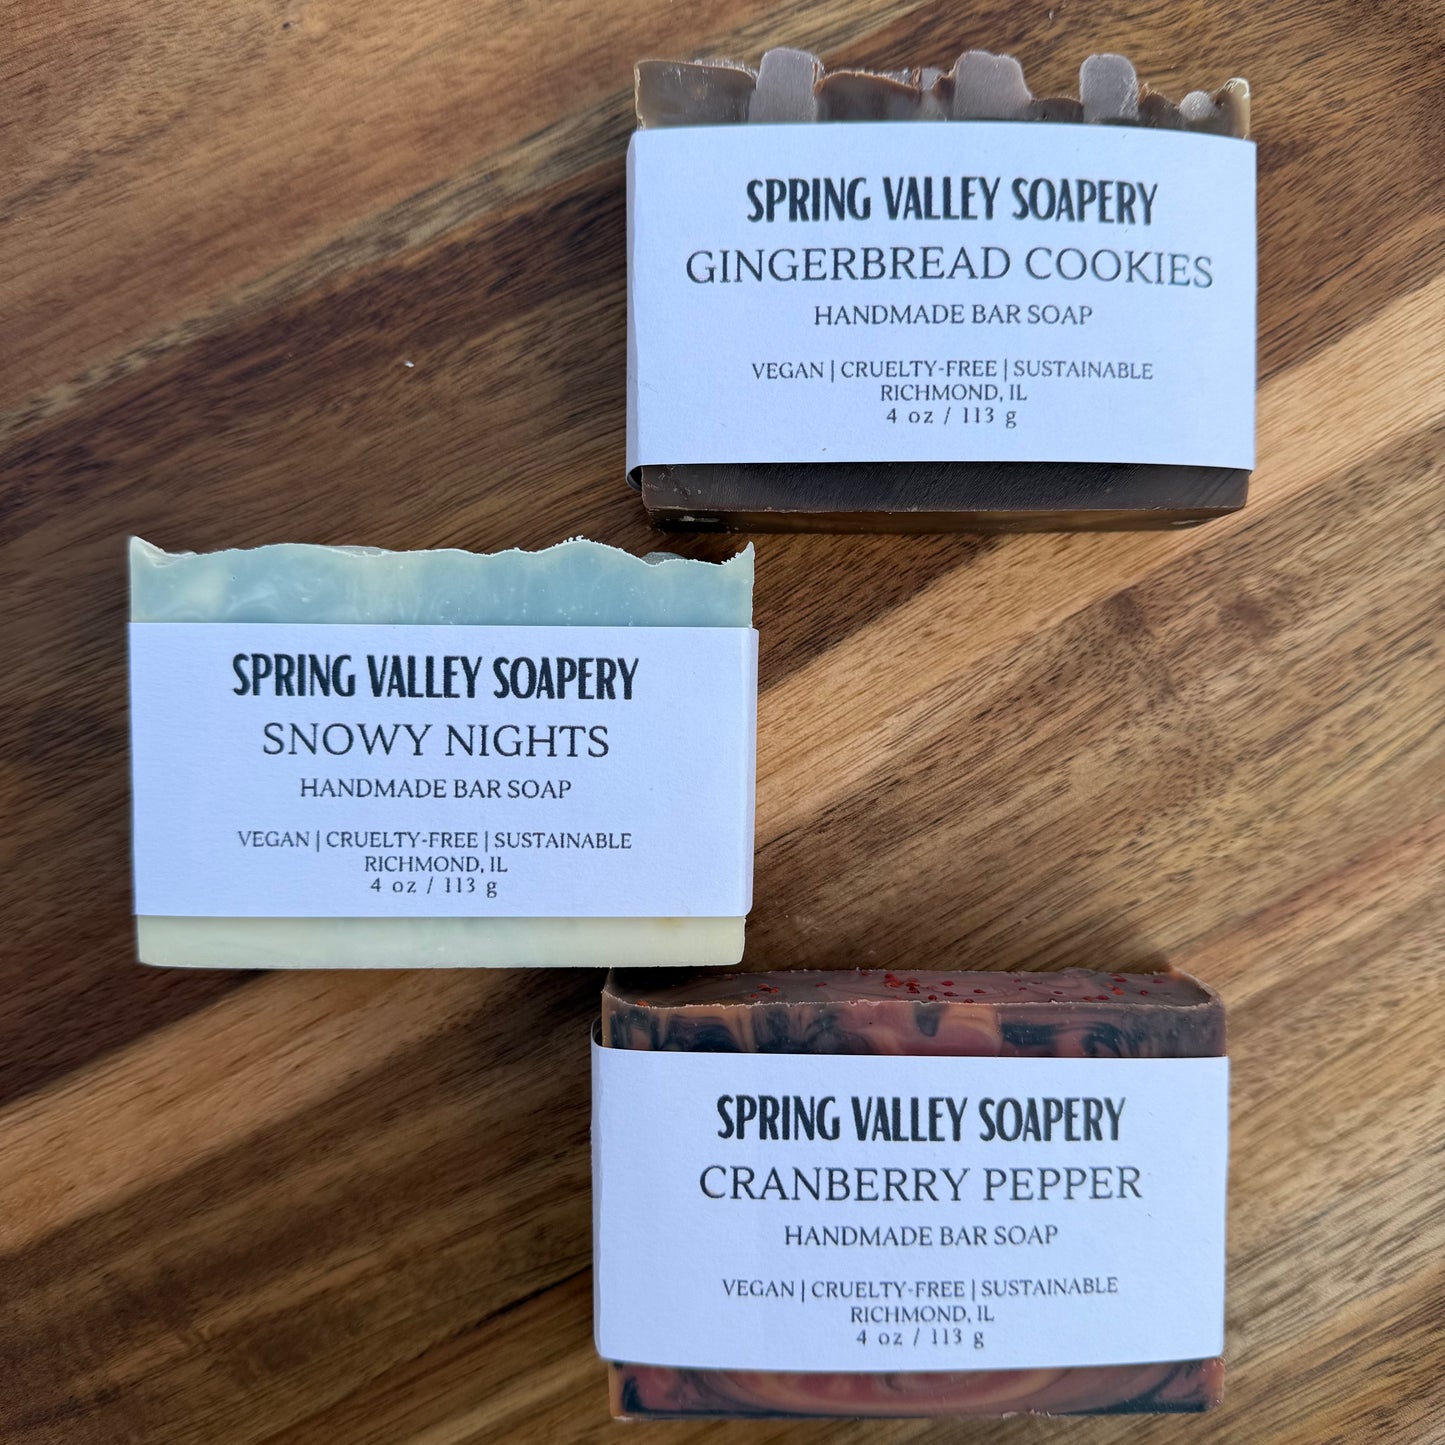 SPRING VALLEY SOAPERY
GINGERBREAD COOKIES
HANDMADE BAR SOAP
VEGAN | CRUELTY-FREE | SUSTAINABLE
RICHMOND, IL
4 oz / 113 g
SPRING VALLEY SOAPERY
SNOWY NIGHTS
HANDMADE BAR SOAP
VEGAN | CRUELTY-FREE | SUSTAINABLE
RICHMOND, IL
4 oz / 113 g
SPRING VALLEY SOAPERY
CRANBERRY PEPPER
HANDMADE BAR SOAP
VEGAN | CRUELTY-FREE | SUSTAINABLE
RICHMOND, IL
4 oz / 113 g